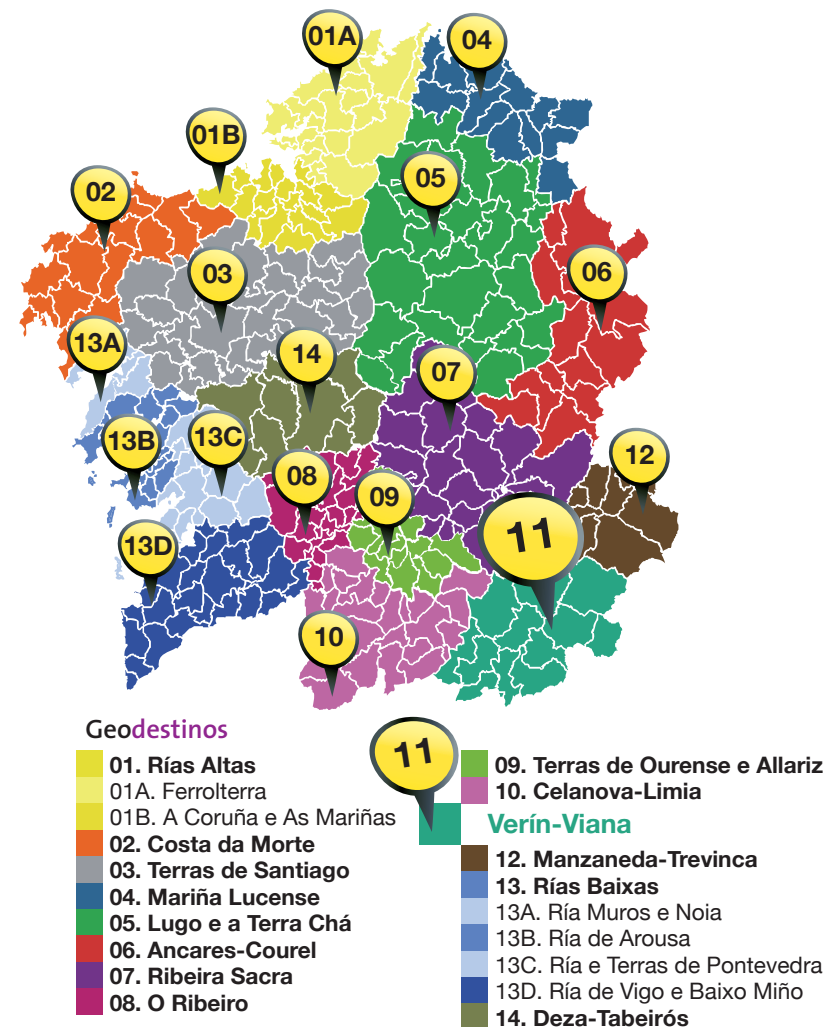 01A
04
01B
05
02
03
06
13A
14
07
13B
13C
08
12
09
11
13D
10
Geodestinos
01. Rías Altas
01A. Ferrolterra
01B. A Coruña e As Mariñas
02. Costa da Morte
03. Terras de Santiago
04. Mariña Lucense
05. Lugo e a Terra Chá
06. Ancares-Courel
07. Ribeira Sacra
08. O Ribeiro
09. Terras de Ourense e Allariz
10. Celanova-Limia
11
Verín-Viana
12. Manzaneda-Trevinca
13. Rías Baixas
13A. Ría Muros e Noia
13B. Ría de Arousa
13C. Ría e Terras de Pontevedra
13D. Ría de Vigo e Baixo Miño
14. Deza-Tabeirós